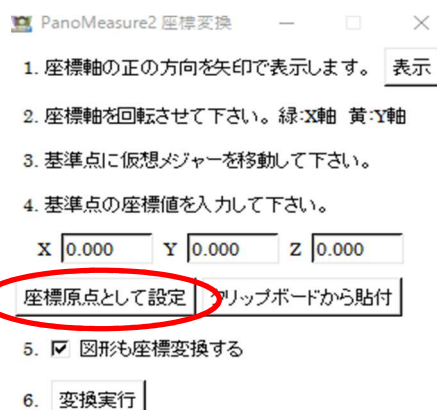 PanoMeasure2 座標変換
1. 座標軸の正の方向を矢印で表示します。 表示
2. 座標軸を回転させて下さい。緑:X軸 黄:Y軸
3. 基準点に仮想メジャーを移動して下さい。
4. 基準点の座標値を入力して下さい。
X 0.000 Y 0.000 Z 0.000
座標原点として設定 クリップボードから貼付
5. 図形も座標変換する
6. 変換実行